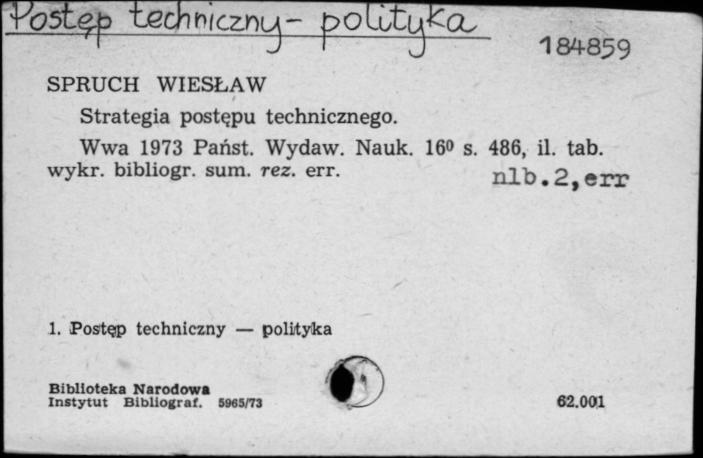 Postęp techniczny - polityka
184859
SPRUCH WIESŁAW
Strategia postępu technicznego.
Wwa 1973 Państ. Wydaw. Nauk. 16⁰ s. 486, il. tab.
wykr. bibliogr. sum. rez. err.
nlb.2,err
1. Postęp techniczny — polityka
Biblioteka Narodowa
Instytut Bibliograf. 5965/73
62.001